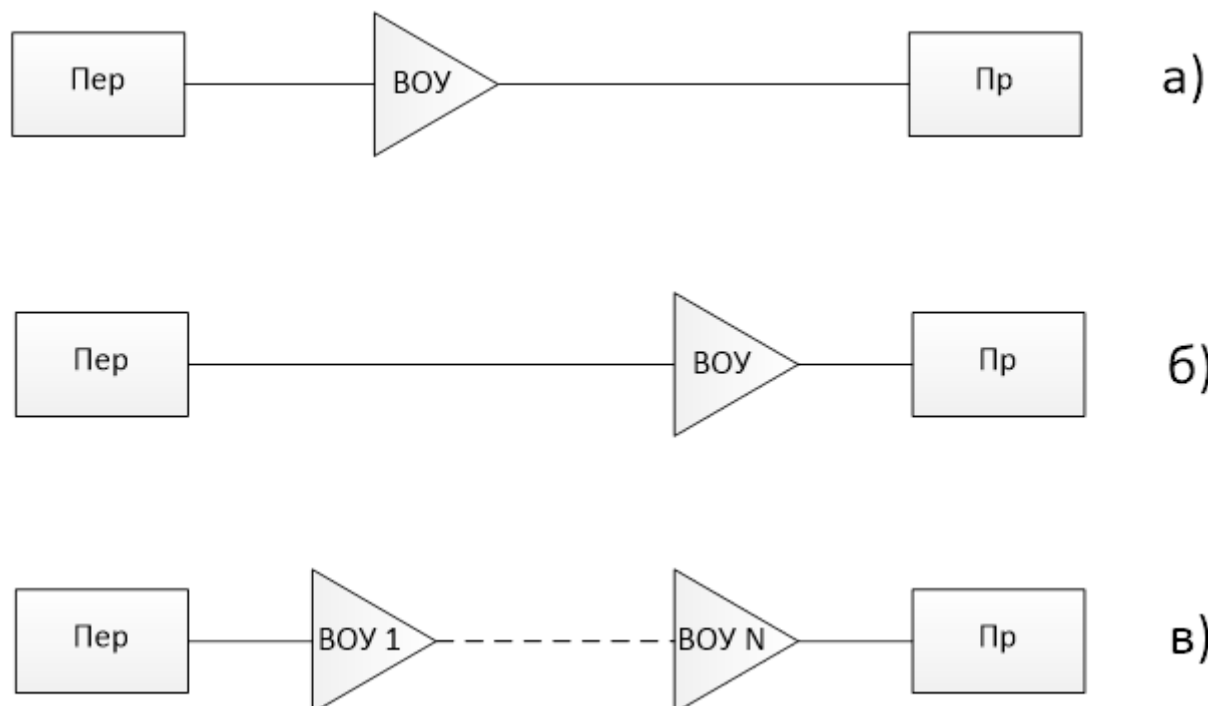 Пер ВОУ Пр а)
Пер ВОУ Пр б)
Пер ВОУ 1 ВОУ N Пр в)